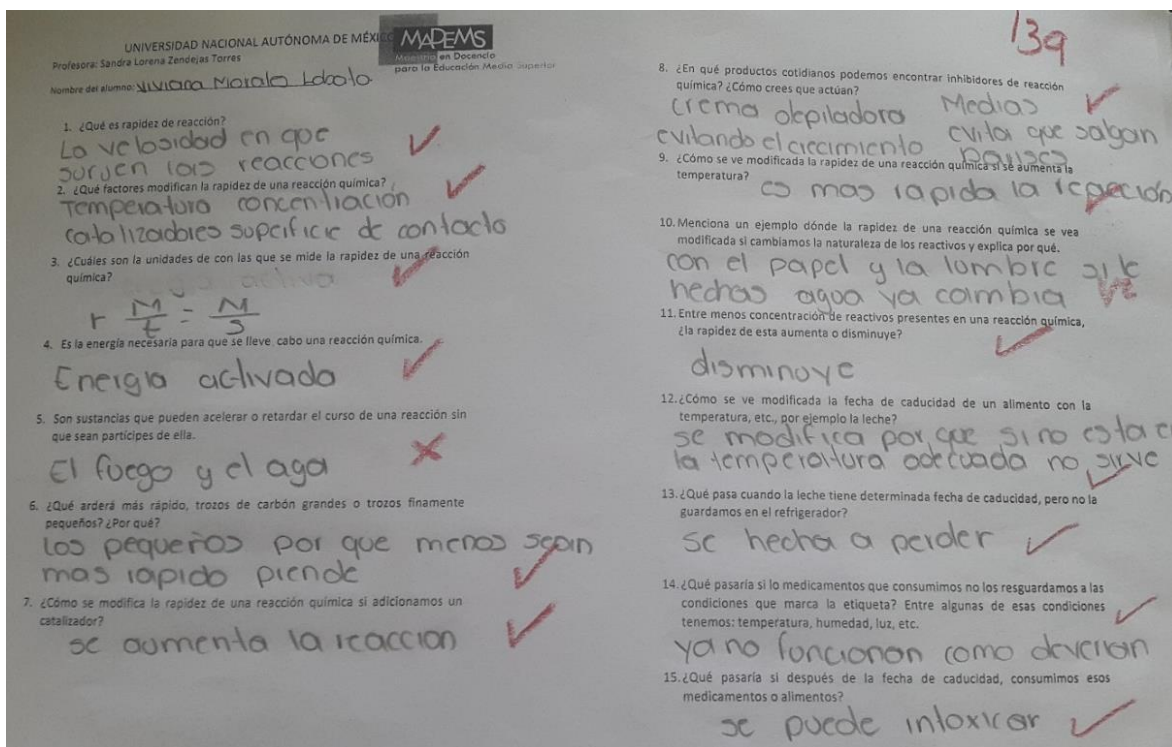 UNIVERSIDAD NACIONAL AUTÓNOMA DE MÉXICO
MADEMS
Maestría en Docencia
para la Educación Media Superior
Profesora: Sandra Lorena Zendejas Torres
Nombre del alumno: Viviana Morales
1. ¿Qué es rapidez de reacción?
La velosidad en que
surgen las reacciones
2. ¿Qué factores modifican la rapidez de una reacción química?
Temperatura concentración
catalizadores superficie de contacto
3. ¿Cuáles son la unidades de con las que se mide la rapidez de una reacción
química?
r M/t = M/s
4. Es la energía necesaria para que se lleve cabo una reacción química.
Energia activada
5. Son sustancias que pueden acelerar o retardar el curso de una reacción sin
que sean partícipes de ella.
El fuego y el aga
6. ¿Qué arderá más rápido, trozos de carbón grandes o trozos finamente
pequeños? ¿Por qué?
los pequeños por que menos sean
mas rapido prende
7. ¿Cómo se modifica la rapidez de una reacción química si adicionamos un
catalizador?
se aumenta la reaccion
139
8. ¿En qué productos cotidianos podemos encontrar inhibidores de reacción
química? ¿Cómo crees que actúan?
crema depiladora Medias
evitando el crecimiento evita que salgan
9. ¿Cómo se ve modificada la rapidez de una reacción química si se aumenta la
temperatura?
es mas rapida la reacción
10. Menciona un ejemplo dónde la rapidez de una reacción química se vea
modificada si cambiamos la naturaleza de los reactivos y explica por qué.
con el papel y la lumbre si le
hechas agua ya cambia
11. Entre menos concentración de reactivos presentes en una reacción química,
¿la rapidez de esta aumenta o disminuye?
disminuye
12. ¿Cómo se ve modificada la fecha de caducidad de un alimento con la
temperatura, etc., por ejemplo la leche?
se modifica por que si no esta e
la temperatura adecuada no sirve
13. ¿Qué pasa cuando la leche tiene determinada fecha de caducidad, pero no la
guardamos en el refrigerador?
se hecha a perder
14. ¿Qué pasaría si lo medicamentos que consumimos no los resguardamos a las
condiciones que marca la etiqueta? Entre algunas de esas condiciones
tenemos: temperatura, humedad, luz, etc.
ya no funcionan como deverian
15. ¿Qué pasaría si después de la fecha de caducidad, consumimos esos
medicamentos o alimentos?
se puede intoxicar